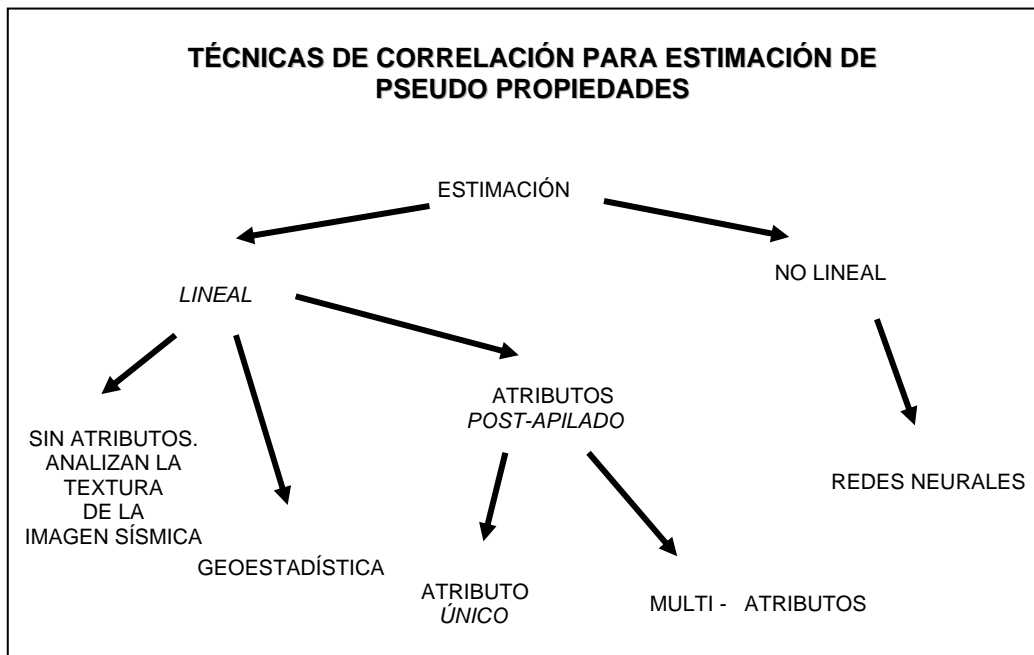 TÉCNICAS DE CORRELACIÓN PARA ESTIMACIÓN DE
PSEUDO PROPIEDADES
ESTIMACIÓN
LINEAL
NO LINEAL
SIN ATRIBUTOS.
ANALIZAN LA
TEXTURA
DE LA
IMAGEN SÍSMICA
GEOESTADÍSTICA
ATRIBUTOS
POST-APILADO
ATRIBUTO
ÚNICO
MULTI - ATRIBUTOS
REDES NEURALES